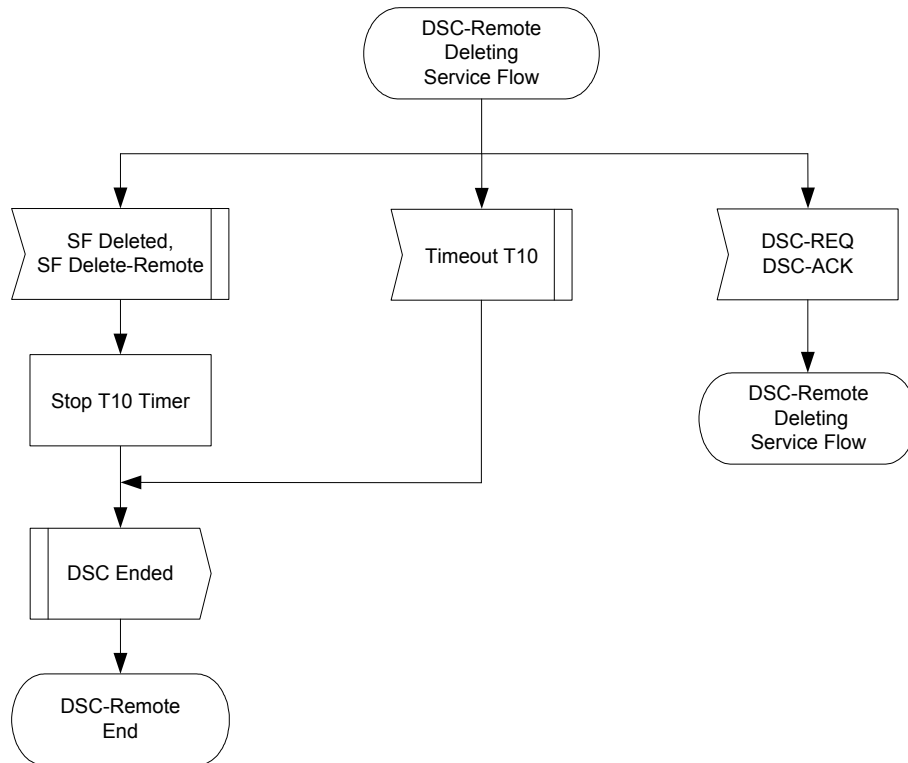 DSC-Remote
Deleting
Service Flow
SF Deleted,
SF Delete-Remote
Timeout T10
DSC-REQ
DSC-ACK
Stop T10 Timer
DSC-Remote
Deleting
Service Flow
DSC Ended
DSC-Remote
End